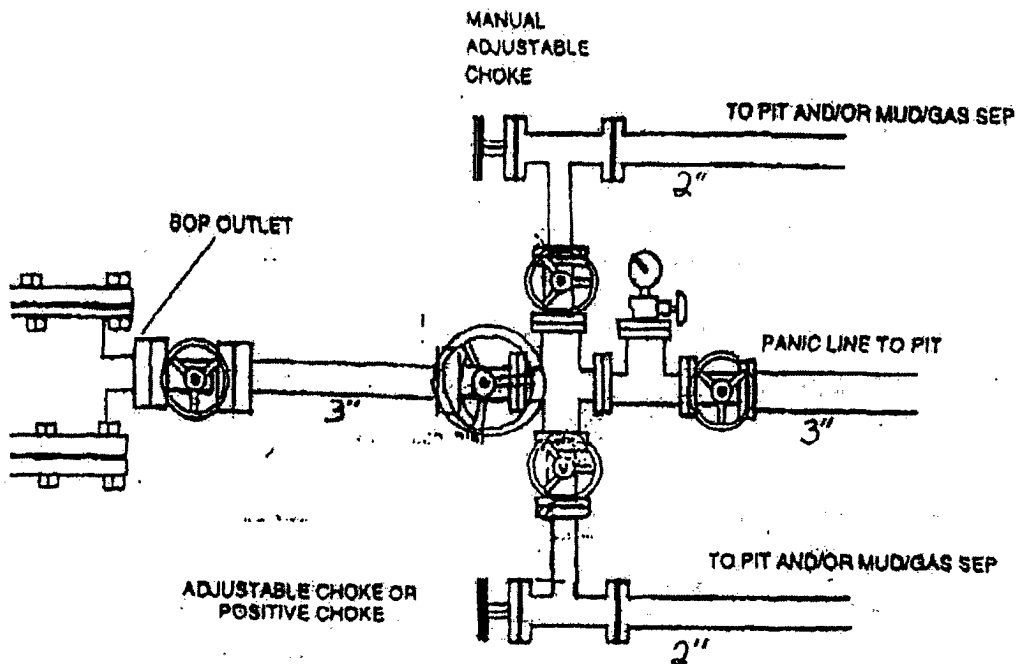 MANUAL
ADJUSTABLE
CHOKE
TO PIT AND/OR MUD/GAS SEP
2"
BOP OUTLET
PANIC LINE TO PIT
3"
3"
TO PIT AND/OR MUD/GAS SEP
ADJUSTABLE CHOKE OR
POSITIVE CHOKE
2"